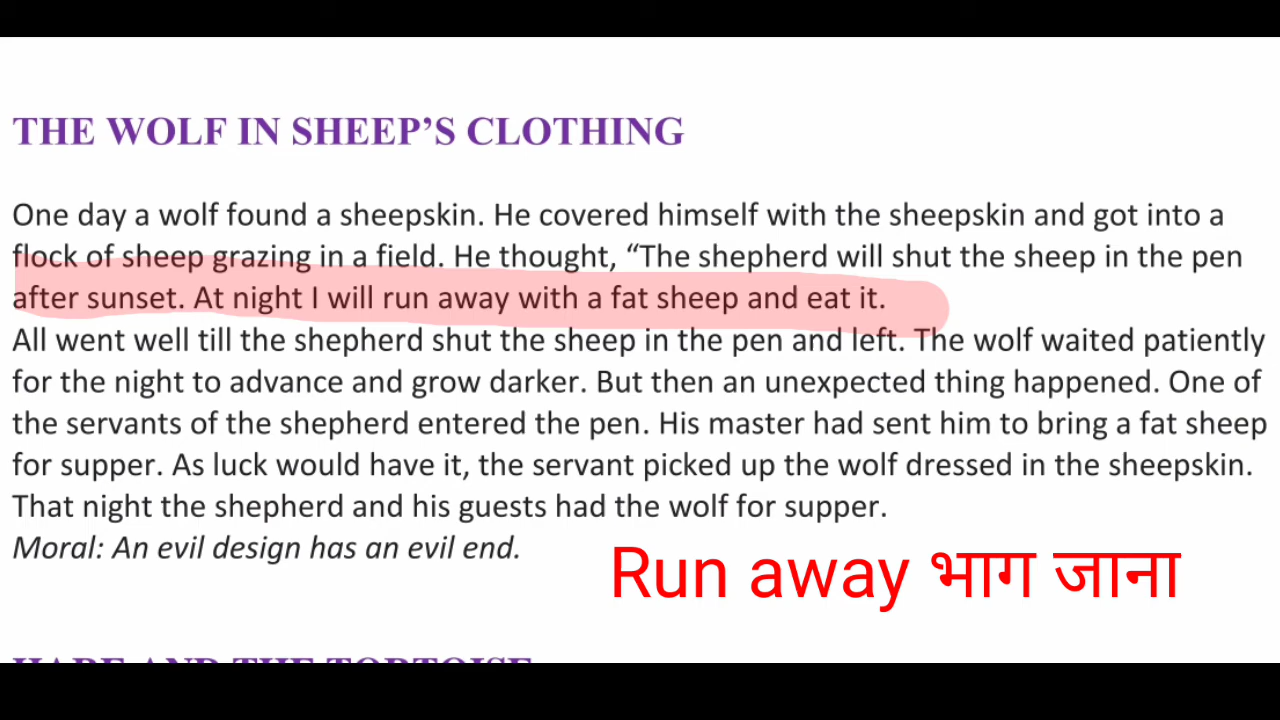 THE WOLF IN SHEEP’S CLOTHING
One day a wolf found a sheepskin. He covered himself with the sheepskin and got into a
flock of sheep grazing in a field. He thought, “The shepherd will shut the sheep in the pen
after sunset. At night I will run away with a fat sheep and eat it.
All went well till the shepherd shut the sheep in the pen and left. The wolf waited patiently
for the night to advance and grow darker. But then an unexpected thing happened. One of
the servants of the shepherd entered the pen. His master had sent him to bring a fat sheep
for supper. As luck would have it, the servant picked up the wolf dressed in the sheepskin.
That night the shepherd and his guests had the wolf for supper.
Moral: An evil design has an evil end.
Run away भाग जाना
HARE AND THE TORTOISE